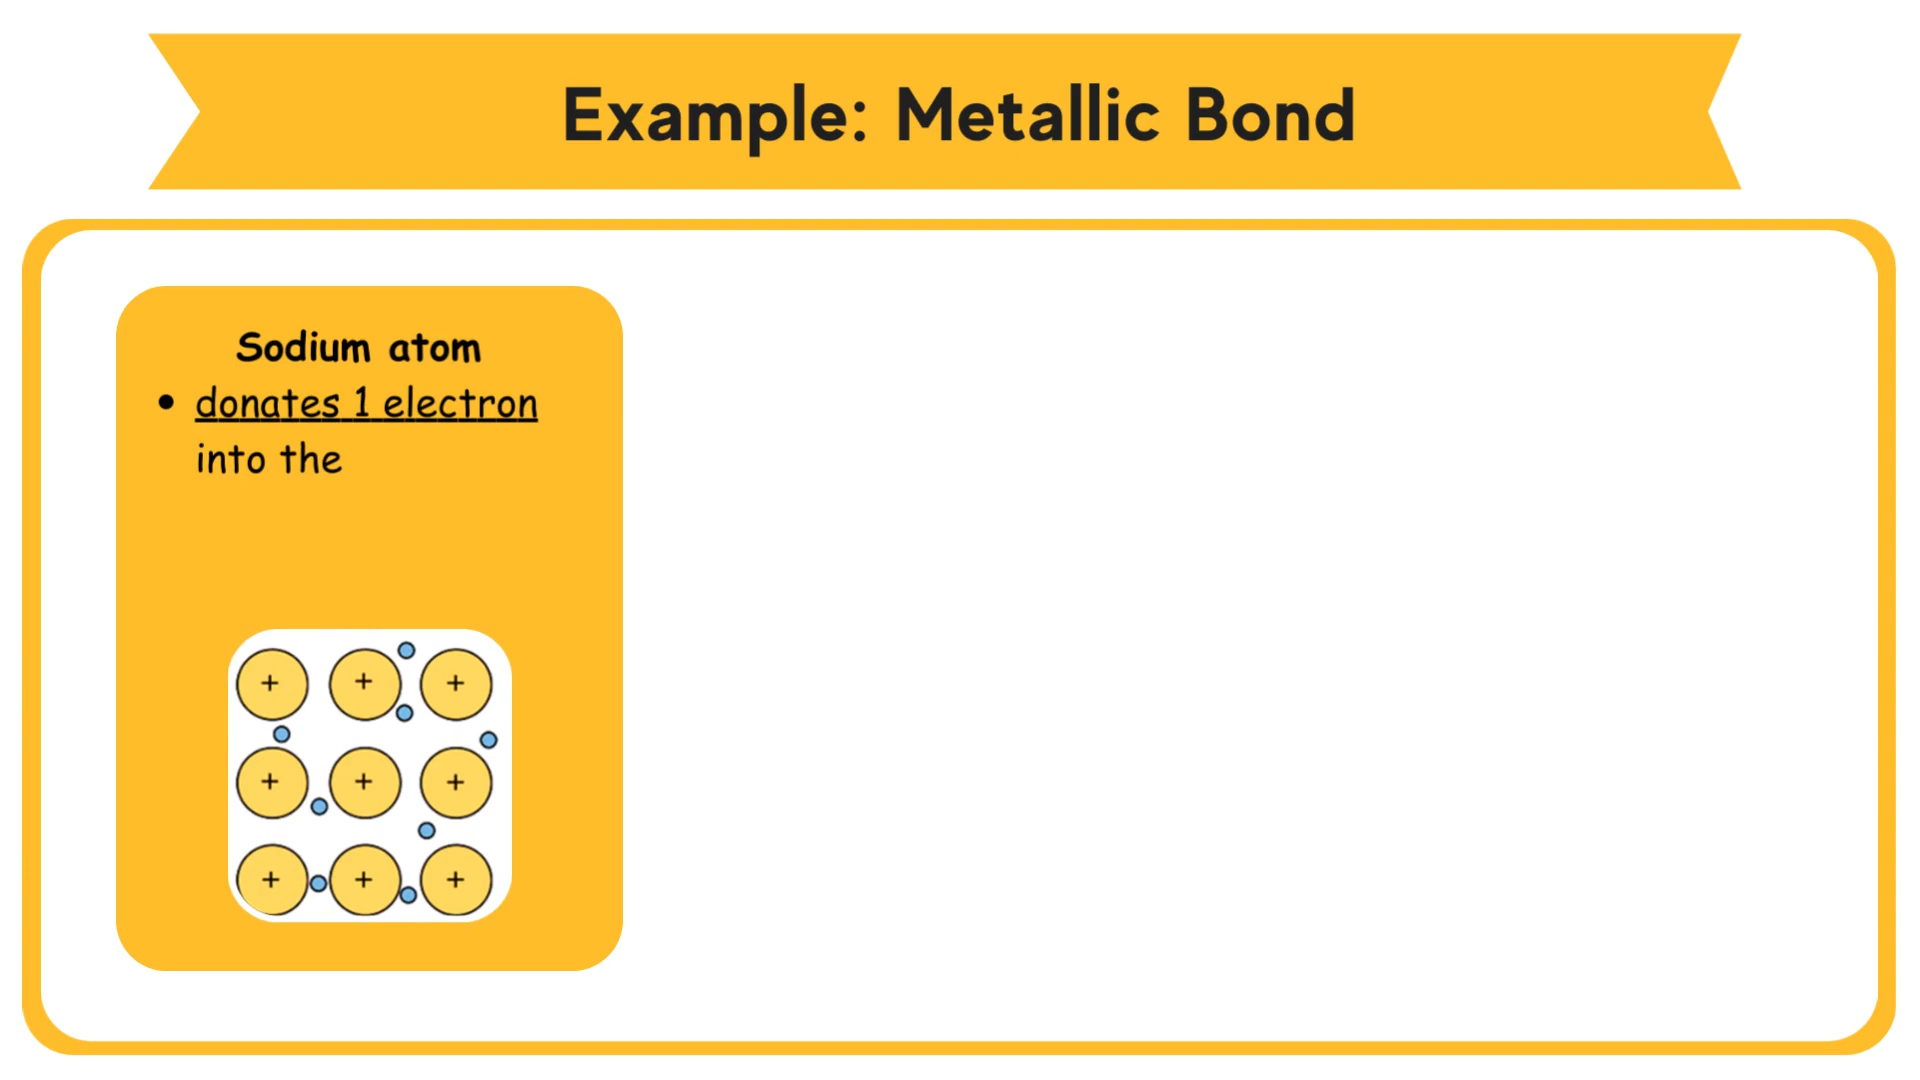 Example: Metallic Bond
Sodium atom
• donates 1 electron
into the
+ + +
+ + +
+ + +